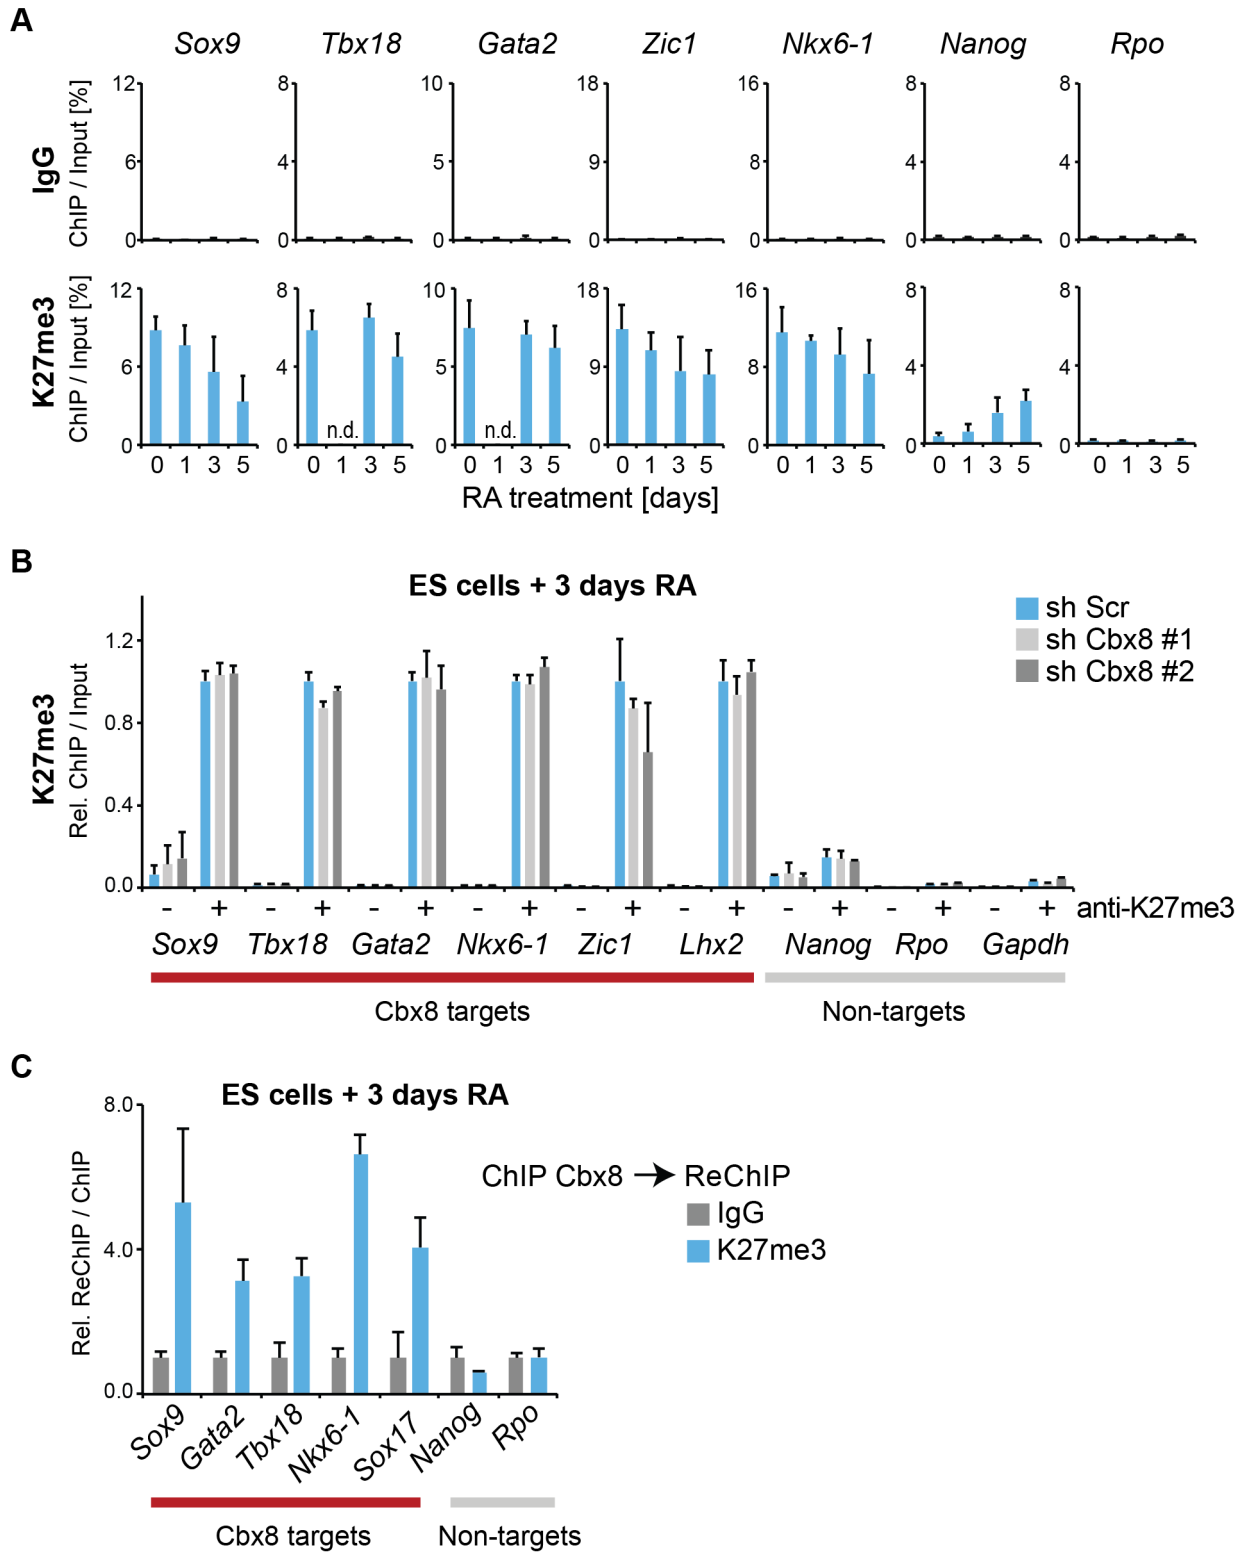 A
Sox9 Tbx18 Gata2 Zic1 Nkx6-1 Nanog Rpo
IgG
ChIP / Input [%]
12 8 10 18 16 8 8
6 4 5 9 8 4 4
0 0 0 0 0 0 0
K27me3
ChIP / Input [%]
12 8 10 18 16 8 8
6 4 5 9 8 4 4
n.d. n.d.
0 0 0 0 0 0 0
0 1 3 5 0 1 3 5 0 1 3 5 0 1 3 5 0 1 3 5 0 1 3 5 0 1 3 5
RA treatment [days]
B
ES cells + 3 days RA
sh Scr
sh Cbx8 #1
sh Cbx8 #2
K27me3
Rel. ChIP / Input
1.2
0.8
0.4
0.0
- + - + - + - + - + - + - + - + - + anti-K27me3
Sox9 Tbx18 Gata2 Nkx6-1 Zic1 Lhx2 Nanog Rpo Gapdh
Cbx8 targets Non-targets
C
ES cells + 3 days RA
Rel. ReChIP / ChIP
8.0
4.0
0.0
ChIP Cbx8 → ReChIP
IgG
K27me3
Sox9 Gata2 Tbx18 Nkx6-1 Sox17 Nanog Rpo
Cbx8 targets Non-targets